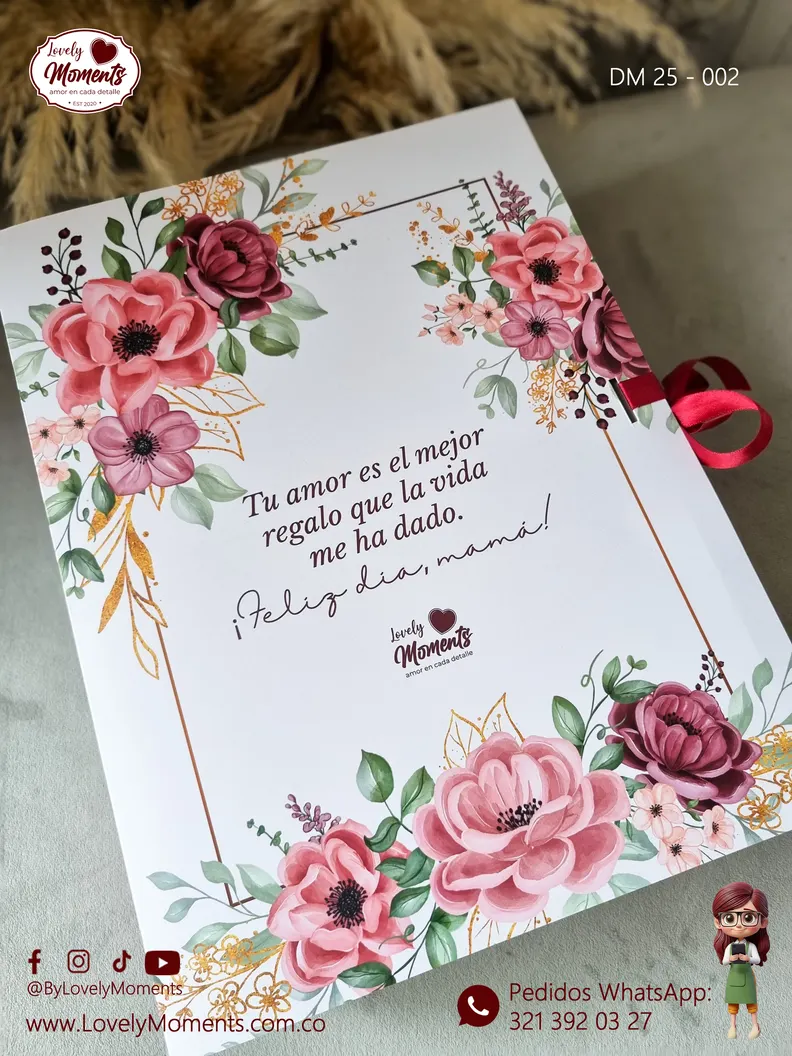 Lovely
Moments
amor en cada detalle
• EST 2020 •
DM 25 - 002
Tu amor es el mejor
regalo que la vida
me ha dado.
¡Feliz día, mamá!
Lovely
Moments
amor en cada detalle
@ByLovelyMoments
www.LovelyMoments.com.co
Pedidos WhatsApp:
321 392 03 27